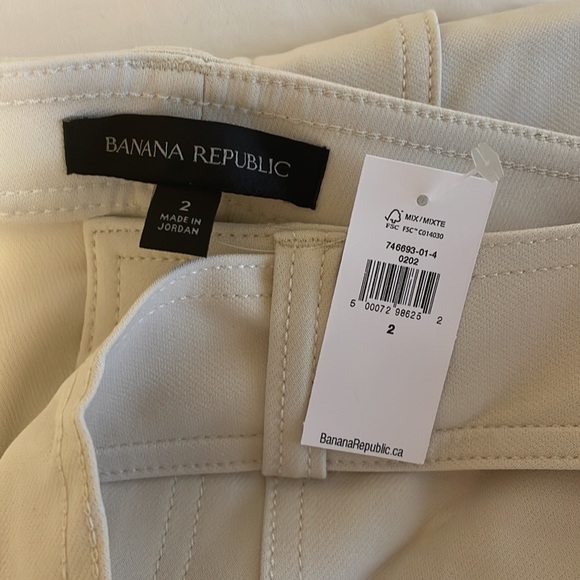 BANANA REPUBLIC
2
MADE IN
JORDAN
MIX/MIXTE
FSC FSC™ C014030
746693-01-4
0202
5 00072 98625 2
2
BananaRepublic.ca